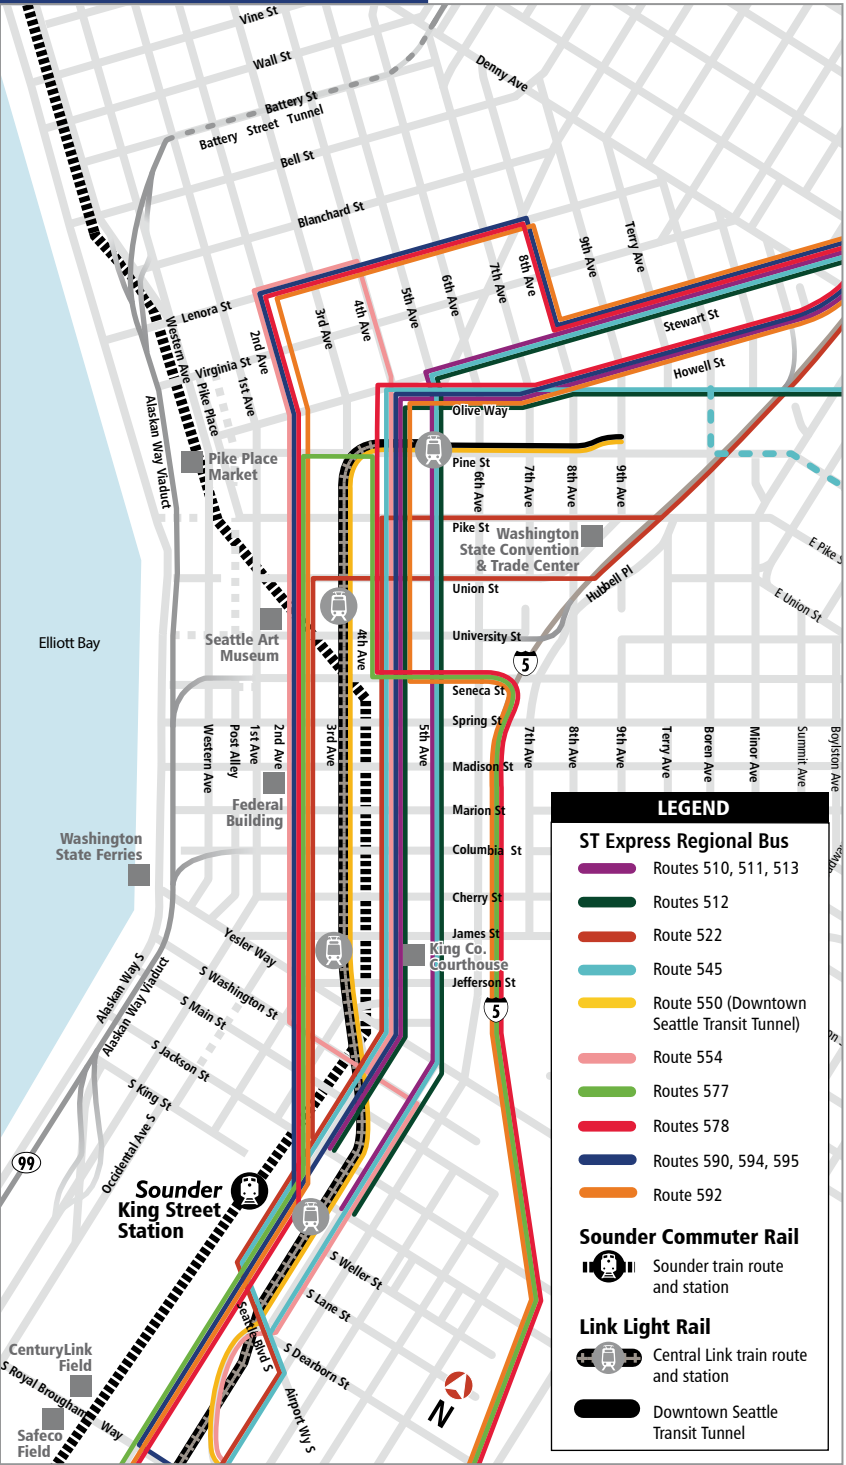 Vine St
Wall St
Denny Ave
Battery St
Battery Street Tunnel
Bell St
Blanchard St
9th Ave
Terry Ave
8th Ave
7th Ave
6th Ave
5th Ave
4th Ave
3rd Ave
2nd Ave
Lenora St
Stewart St
Western Ave
Virginia St
Howell St
1st Ave
Pike Place
Alaskan Way Viaduct
Olive Way
Pike Place
Market
Pine St
6th Ave
7th Ave
8th Ave
9th Ave
Pike St
Washington
State Convention
& Trade Center
E Pike S
Hubbell Pl
Union St
E Union St
Elliott Bay
Seattle Art
Museum
4th Ave
University St
5
Seneca St
Spring St
Western Ave
Post Alley
1st Ave
2nd Ave
3rd Ave
5th Ave
7th Ave
8th Ave
9th Ave
Terry Ave
Boren Ave
Minor Ave
Summit Ave
Boylston Ave
Madison St
Federal
Building
Marion St
Washington
State Ferries
Columbia St
Cherry St
Yesler Way
James St
King Co.
Courthouse
Jefferson St
5
Alaskan Way S
Alaskan Way Viaduct
S Washington St
S Main St
S Jackson St
S King St
Occidental Ave S
99
Sounder
King Street
Station
S Weller St
S Lane St
S Dearborn St
Seattle Blvd S
Airport Wy S
CenturyLink
Field
S Royal Brougham Way
Safeco
Field
N
LEGEND
ST Express Regional Bus
Routes 510, 511, 513
Routes 512
Route 522
Route 545
Route 550 (Downtown
Seattle Transit Tunnel)
Route 554
Routes 577
Routes 578
Routes 590, 594, 595
Route 592
Sounder Commuter Rail
Sounder train route
and station
Link Light Rail
Central Link train route
and station
Downtown Seattle
Transit Tunnel